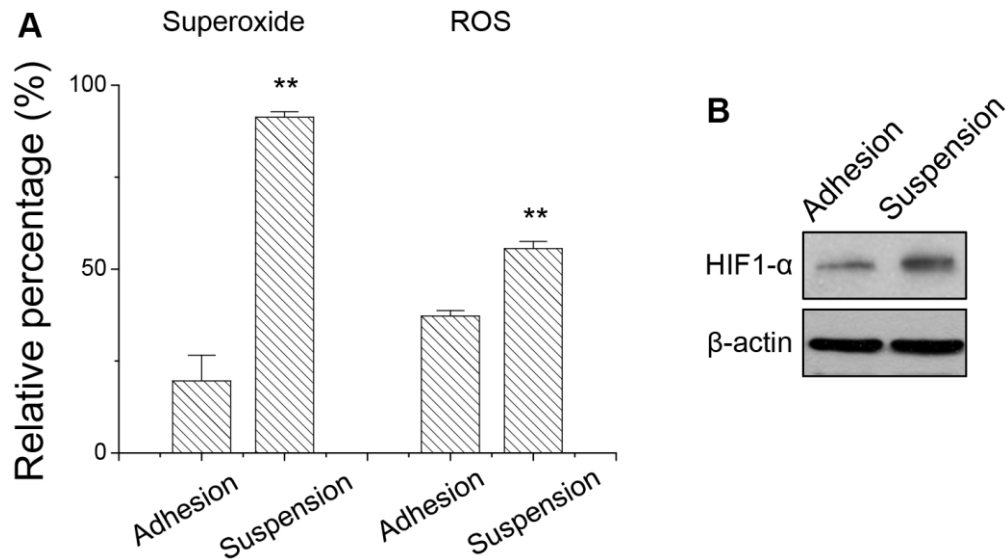 A
Superoxide
ROS
Relative percentage (%)
100
50
0
**
**
Adhesion
Suspension
Adhesion
Suspension
B
Adhesion
Suspension
HIF1-α
β-actin